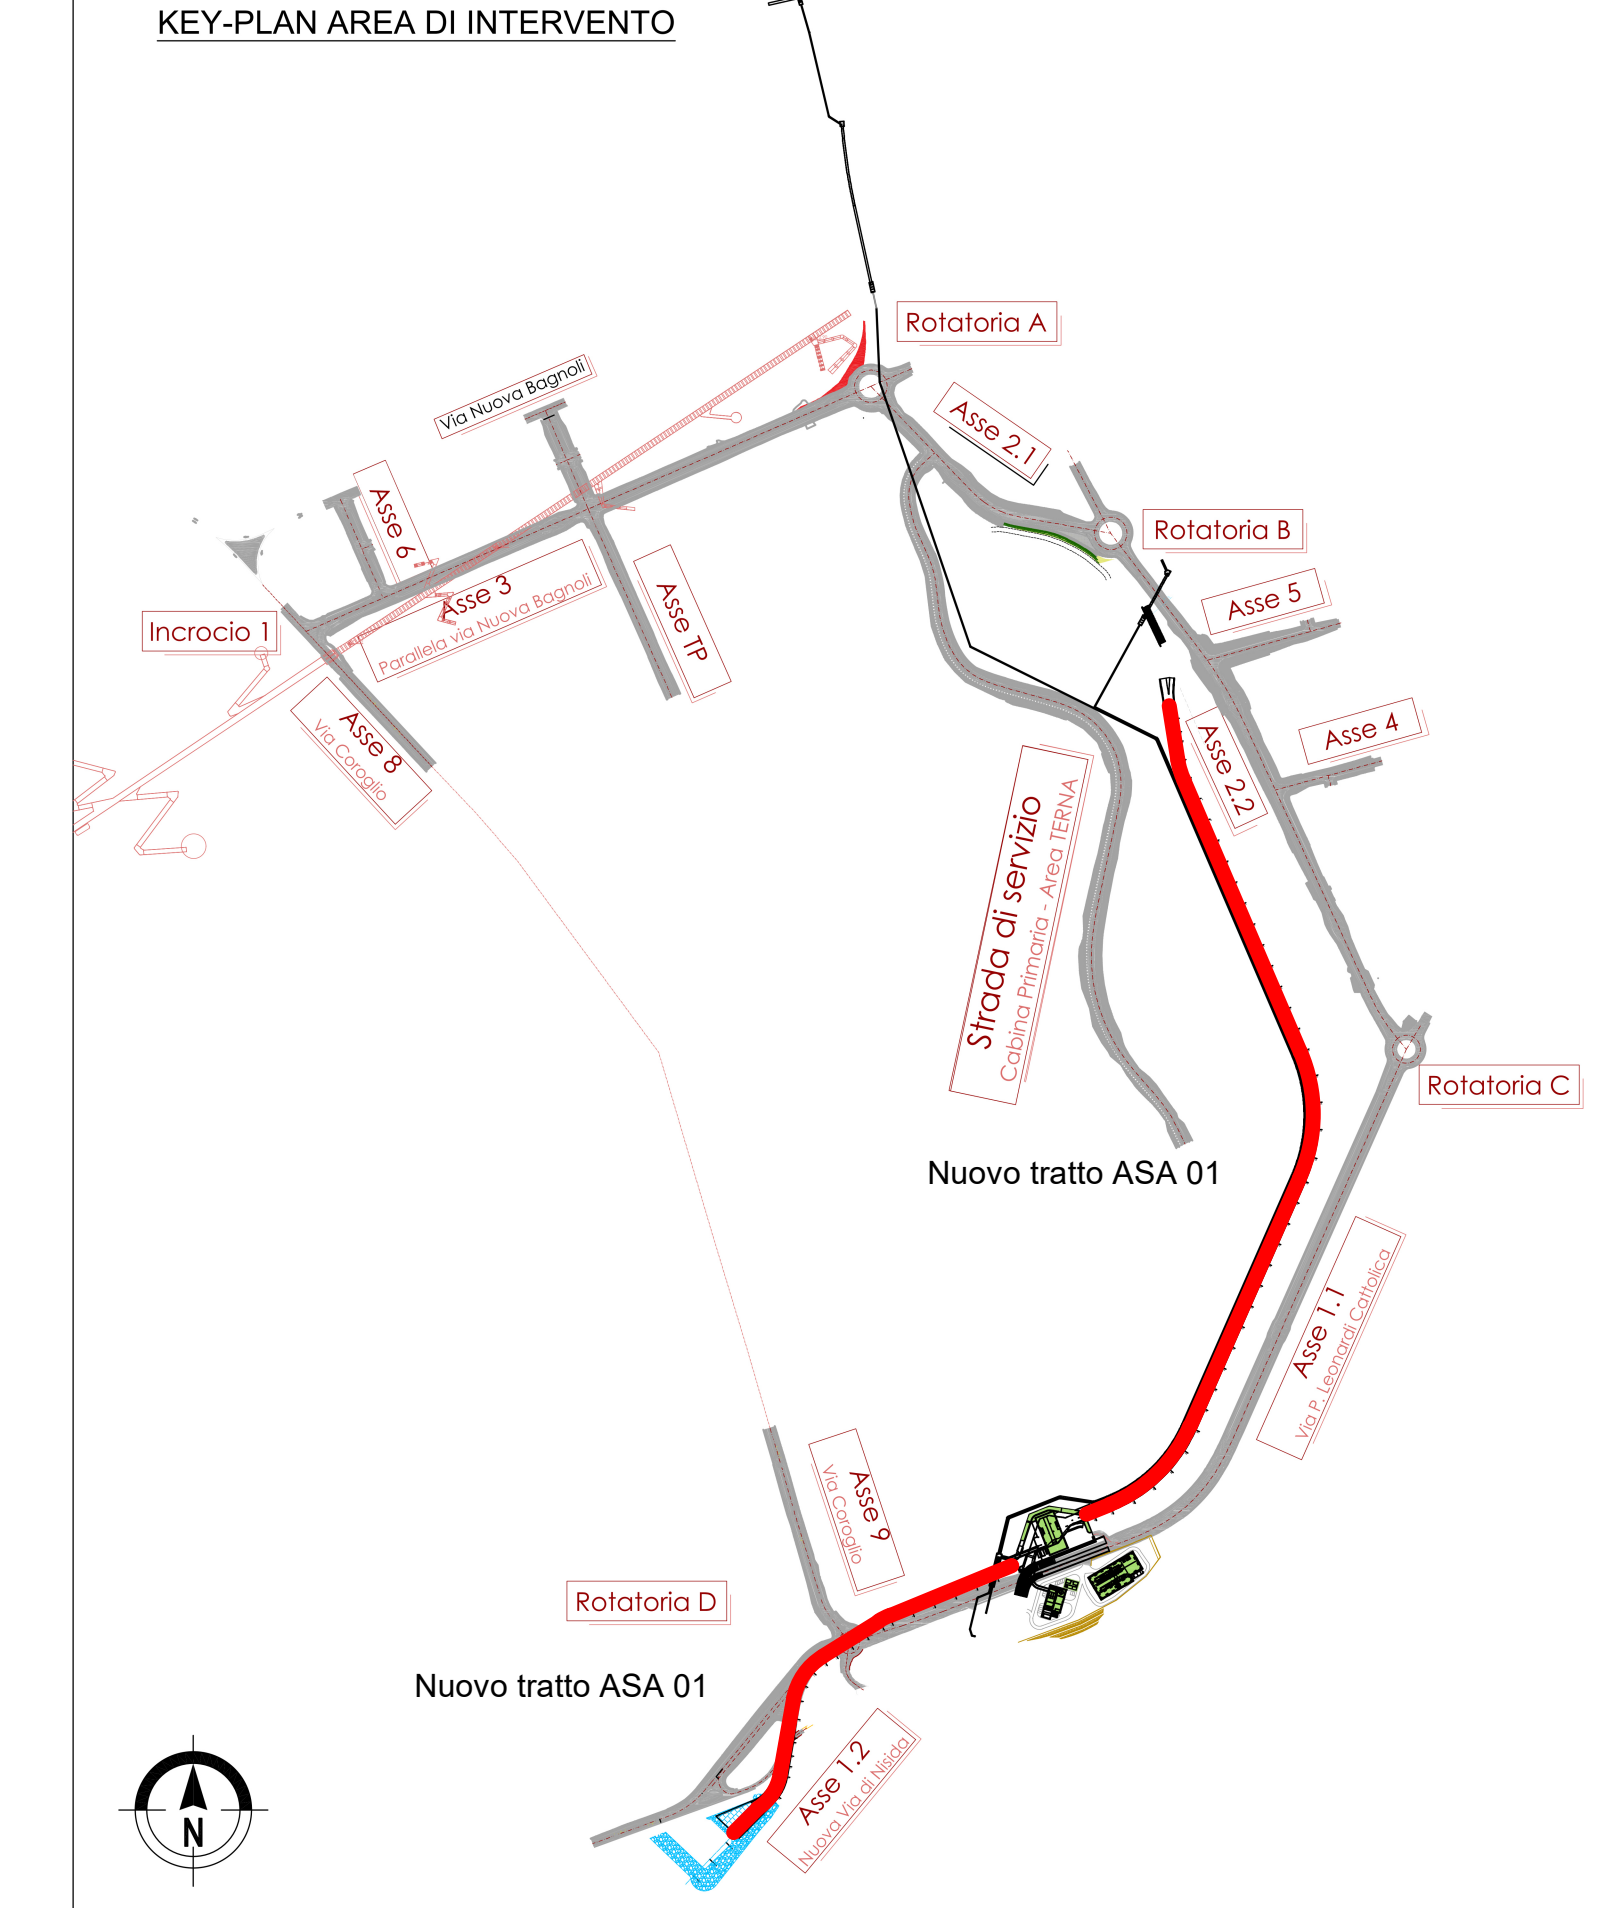 KEY-PLAN AREA DI INTERVENTO
Rotatoria A
Via Nuova Bagnoli
Asse 2.1
Asse 6
Rotatoria B
Asse 3
Parallela via Nuova Bagnoli
Asse TP
Asse 5
Incrocio 1
Asse 8
Via Coroglio
Asse 4
Asse 2.2
Strada di servizio
Cabina Primaria - Area TERNA
Rotatoria C
Nuovo tratto ASA 01
Asse 1.1
Via P. Leonardi Cattolica
Asse 9
Via Coroglio
Rotatoria D
Nuovo tratto ASA 01
Asse 1.2
Nuova Via di Nisida
N